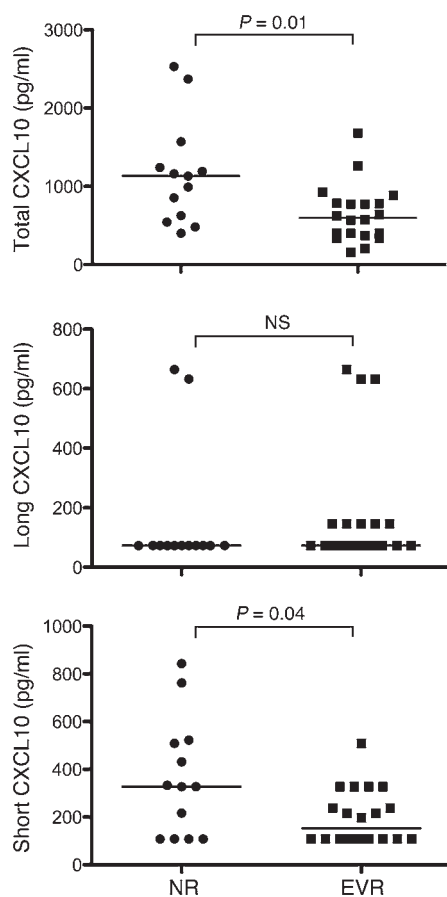 P = 0.01
Total CXCL10 (pg/ml)
3000
2000
1000
0
NS
Long CXCL10 (pg/ml)
800
600
400
200
0
P = 0.04
Short CXCL10 (pg/ml)
1000
800
600
400
200
0
NR EVR